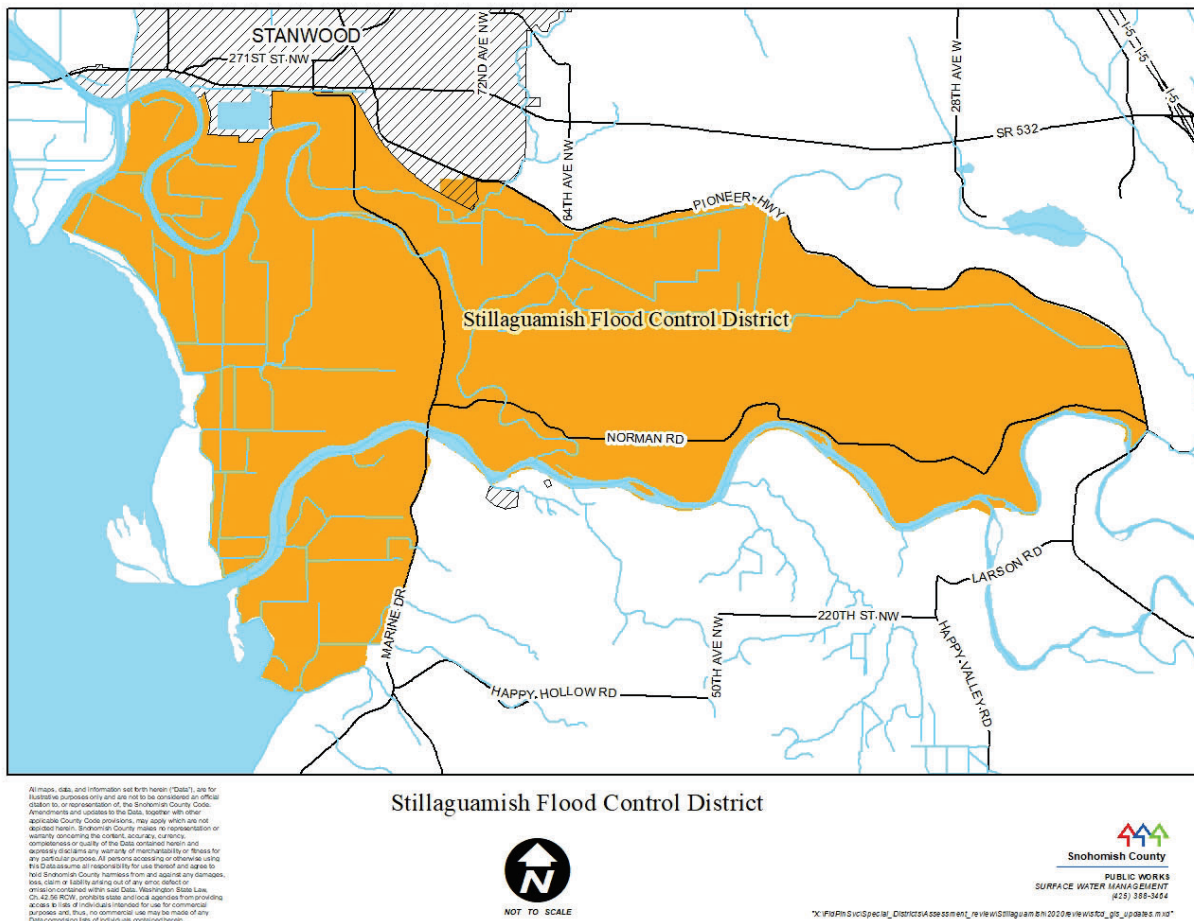 STANWOOD
271ST ST NW
72ND AVE NW
64TH AVE NW
28TH AVE W
I-5
I-5
I-5
SR 532
PIONEER HWY
Stillaguamish Flood Control District
NORMAN RD
MARINE DR
LARSON RD
220TH ST NW
50TH AVE NW
HAPPY VALLEY RD
HAPPY HOLLOW RD
All maps, data, and information set forth herein ("Data"), are for
illustrative purposes only and are not to be considered an official
citation to, or representation of, the Snohomish County Code.
Amendments and updates to the Data, together with other
applicable County Code provisions, may apply which are not
depicted herein. Snohomish County makes no representation or
warranty concerning the content, accuracy, currency,
completeness or quality of the Data contained herein and
expressly disclaims any warranty of merchantability or fitness for
any particular purpose. All persons accessing or otherwise using
this Data assume all responsibility for use thereof and agree to
hold Snohomish County harmless from and against any damages,
loss, claim or liability arising out of any error, defect or
omission contained within said Data. Washington State Law,
Ch. 42.56 RCW, prohibits state and local agencies from providing
access to lists of individuals intended for use for commercial
purposes and, thus, no commercial use may be made of any
Data comprising lists of individuals contained herein.
Stillaguamish Flood Control District
N
NOT TO SCALE
Snohomish County
PUBLIC WORKS
SURFACE WATER MANAGEMENT
(425) 388-3464